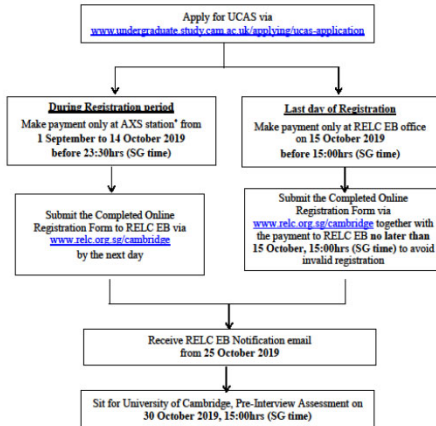 Apply for UCAS via
www.undergraduate.study.cam.ac.uk/applying/ucas-application
During Registration period
Make payment only at AXS station* from
1 September to 14 October 2019
before 23:30hrs (SG time)
Last day of Registration
Make payment only at RELC EB office
on 15 October 2019
before 15:00hrs (SG time)
Submit the Completed Online
Registration Form to RELC EB via
www.relc.org.sg/cambridge
by the next day
Submit the Completed Online
Registration Form via
www.relc.org.sg/cambridge together with
the payment to RELC EB no later than
15 October, 15:00hrs (SG time) to avoid
invalid registration
Receive RELC EB Notification email
from 25 October 2019
Sit for University of Cambridge, Pre-Interview Assessment on
30 October 2019, 15:00hrs (SG time)